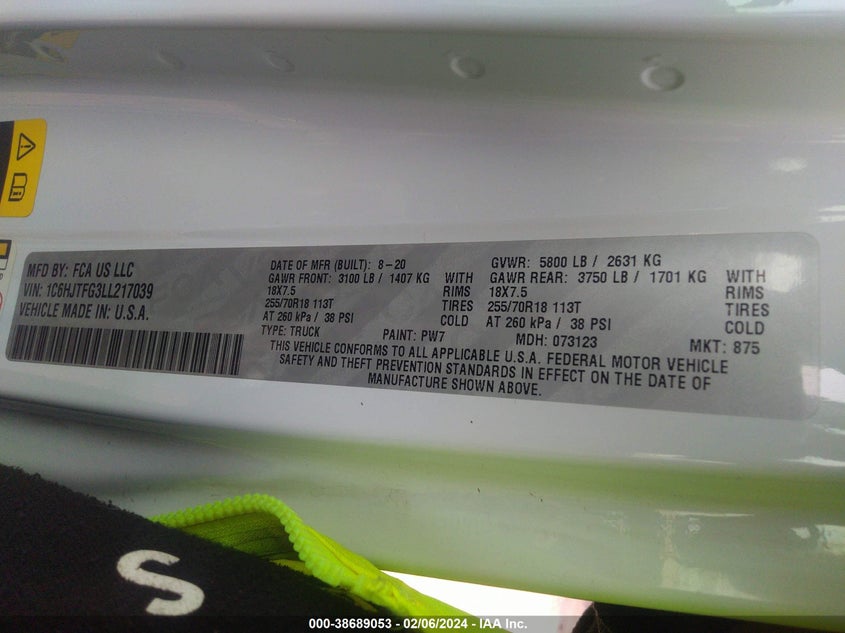 MFD BY: FCA US LLC
VIN: 1C6HJTFG3LL217039
VEHICLE MADE IN: U.S.A.
DATE OF MFR (BUILT): 8-20
GVWR: 5800 LB / 2631 KG
GAWR FRONT: 3100 LB / 1407 KG WITH GAWR REAR: 3750 LB / 1701 KG WITH
18X7.5 RIMS 18X7.5 RIMS
255/70R18 113T TIRES 255/70R18 113T TIRES
AT 260 kPa / 38 PSI COLD AT 260 kPa / 38 PSI COLD
TYPE: TRUCK PAINT: PW7 MDH: 073123 MKT: 875
THIS VEHICLE CONFORMS TO ALL APPLICABLE U.S.A. FEDERAL MOTOR VEHICLE
SAFETY AND THEFT PREVENTION STANDARDS IN EFFECT ON THE DATE OF
MANUFACTURE SHOWN ABOVE.
S
000-38689053 - 02/06/2024 - IAA Inc.